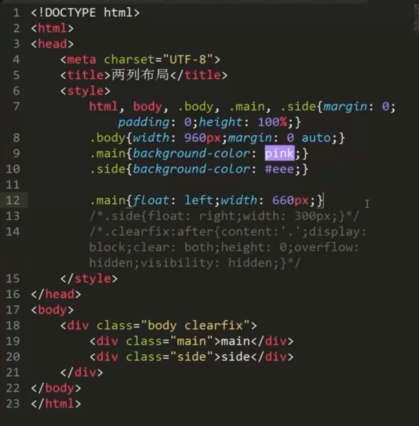 1 <!DOCTYPE html>
2 <html>
3 <head>
4 <meta charset="UTF-8">
5 <title>两列布局</title>
6 <style>
7 html, body, .body, .main, .side{margin: 0;
padding: 0;height: 100%;}
8 .body{width: 960px;margin: 0 auto;}
9 .main{background-color: pink;}
10 .side{background-color: #eee;}
11
12 .main{float: left;width: 660px;}
13 /*.side{float: right;width: 300px;}*/
14 /*.clearfix:after{content:'.';display:
block;clear: both;height: 0;overflow:
hidden;visibility: hidden;}*/
15 </style>
16 </head>
17 <body>
18 <div class="body clearfix">
19 <div class="main">main</div>
20 <div class="side">side</div>
21 </div>
22 </body>
23 </html>